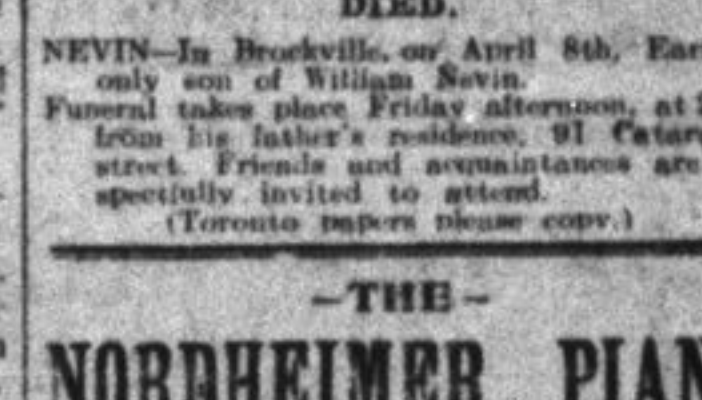 DIED.
NEVIN—In Brockville, on April 8th, Ear
only son of William Nevin.
Funeral takes place Friday afternoon, at
from his father's residence, 91 Catar
street. Friends and acquaintances are
spectfully invited to attend.
(Toronto papers please copy.)
—THE—
NORDHEIMER PIAN